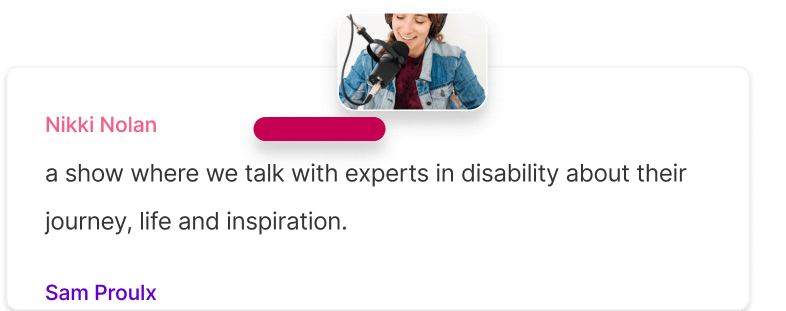 Nikki Nolan
a show where we talk with experts in disability about their
journey, life and inspiration.
Sam Proulx